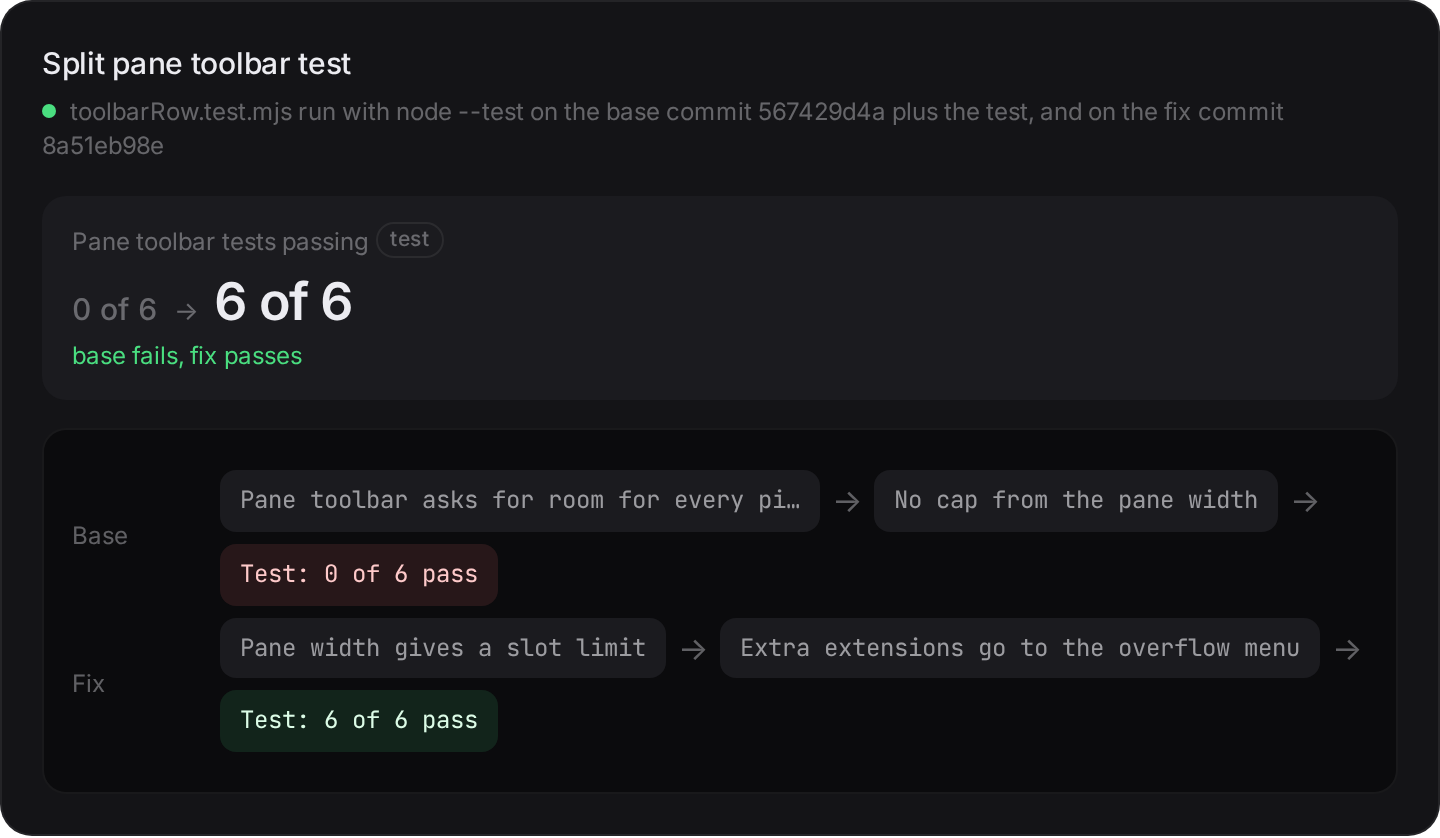 Split pane toolbar test
toolbarRow.test.mjs run with node --test on the base commit 567429d4a plus the test, and on the fix commit
8a51eb98e
Pane toolbar tests passing test
0 of 6 → 6 of 6
base fails, fix passes
Base
Pane toolbar asks for room for every pi… → No cap from the pane width →
Test: 0 of 6 pass
Fix
Pane width gives a slot limit → Extra extensions go to the overflow menu →
Test: 6 of 6 pass